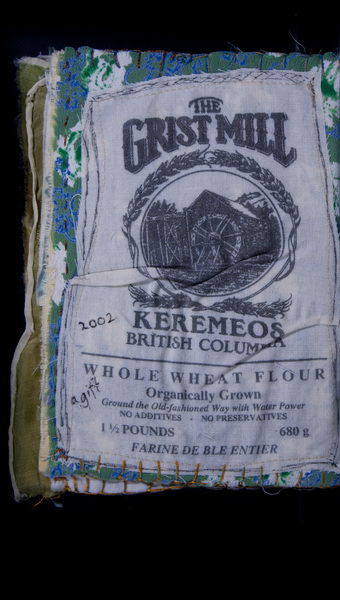 THE
GRIST MILL
2002
KEREMEOS
BRITISH COLUMBIA
WHOLE WHEAT FLOUR
a gift
Organically Grown
Ground the Old-fashioned Way with Water Power
NO ADDITIVES - NO PRESERVATIVES
1 ½ POUNDS 680 g
FARINE DE BLE ENTIER